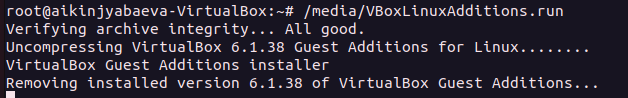 root@aikinjyabaeva-VirtualBox:~# /media/VBoxLinuxAdditions.run
Verifying archive integrity... All good.
Uncompressing VirtualBox 6.1.38 Guest Additions for Linux........
VirtualBox Guest Additions installer
Removing installed version 6.1.38 of VirtualBox Guest Additions...